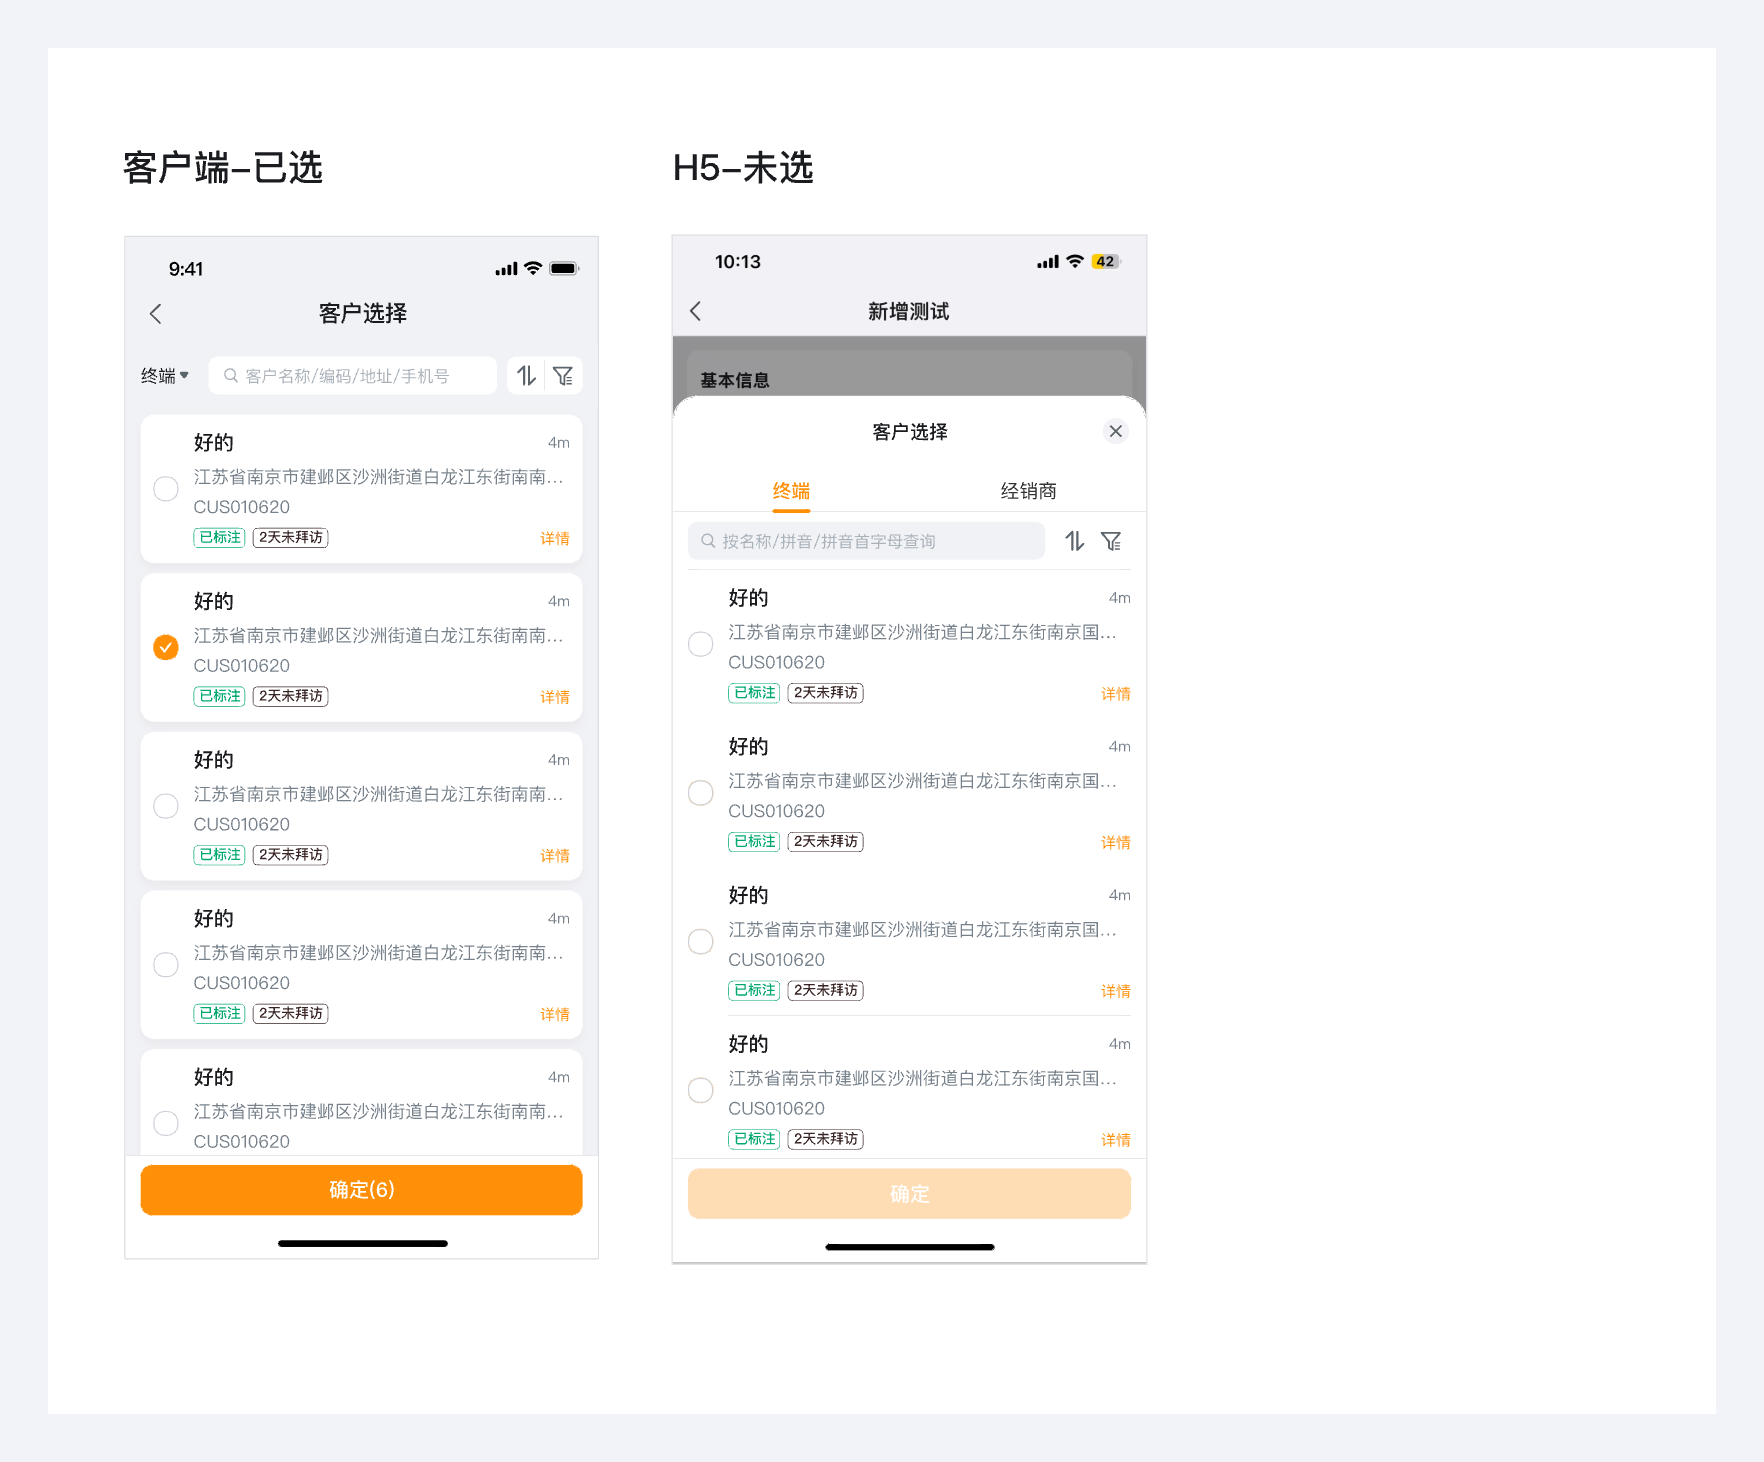 客户端-已选
9:41
客户选择
终端
客户名称/编码/地址/手机号
好的
4m
江苏省南京市建邺区沙洲街道白龙江东街南南...
CUS010620
已标注 2天未拜访
详情
好的
4m
江苏省南京市建邺区沙洲街道白龙江东街南南...
CUS010620
已标注 2天未拜访
详情
好的
4m
江苏省南京市建邺区沙洲街道白龙江东街南南...
CUS010620
已标注 2天未拜访
详情
好的
4m
江苏省南京市建邺区沙洲街道白龙江东街南南...
CUS010620
已标注 2天未拜访
详情
好的
4m
江苏省南京市建邺区沙洲街道白龙江东街南南...
CUS010620
确定(6)
H5-未选
10:13
42
新增测试
基本信息
客户选择
终端
经销商
按名称/拼音/拼音首字母查询
好的
4m
江苏省南京市建邺区沙洲街道白龙江东街南京国...
CUS010620
已标注 2天未拜访
详情
好的
4m
江苏省南京市建邺区沙洲街道白龙江东街南京国...
CUS010620
已标注 2天未拜访
详情
好的
4m
江苏省南京市建邺区沙洲街道白龙江东街南京国...
CUS010620
已标注 2天未拜访
详情
好的
4m
江苏省南京市建邺区沙洲街道白龙江东街南京国...
CUS010620
已标注 2天未拜访
详情
确定